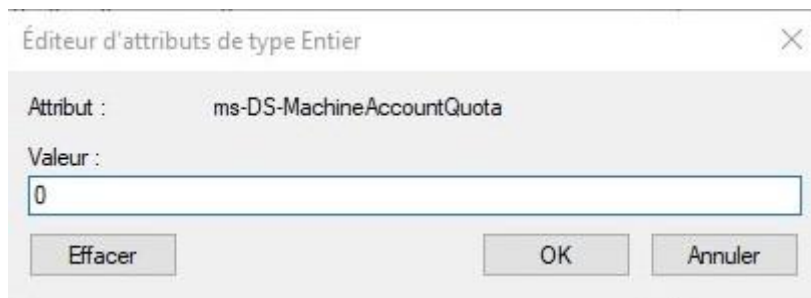 Éditeur d'attributs de type Entier
Attribut : ms-DS-MachineAccountQuota
Valeur :
0
Effacer OK Annuler